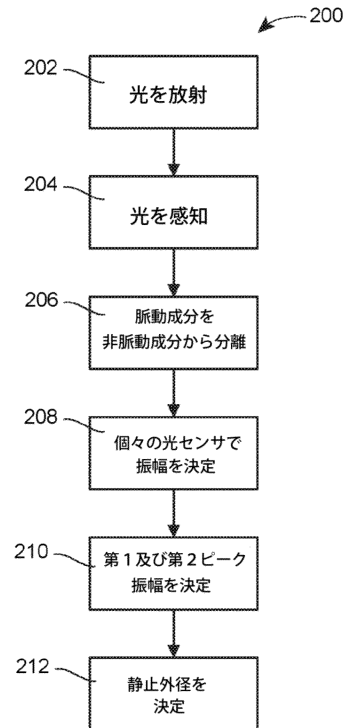 200
202
光を放射
204
光を感知
206
脈動成分を
非脈動成分から分離
208
個々の光センサで
振幅を決定
210
第1及び第2ピーク
振幅を決定
212
静止外径を
決定